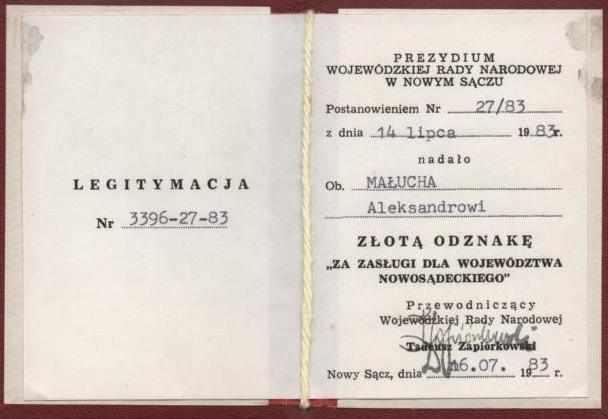 LEGITYMACJA
Nr 3396-27-83
PREZYDIUM
WOJEWÓDZKIEJ RADY NARODOWEJ
W NOWYM SĄCZU
Postanowieniem Nr 27/83
z dnia 14 lipca 1983r.
nadało
Ob. MAŁUCHA
Aleksandrowi
ZŁOTĄ ODZNAKĘ
„ZA ZASŁUGI DLA WOJEWÓDZTWA
NOWOSĄDECKIEGO”
Przewodniczący
Wojewódzkiej Rady Narodowej
Tadeusz Zapiórkowski
Nowy Sącz, dnia 16.07. 1983 r.